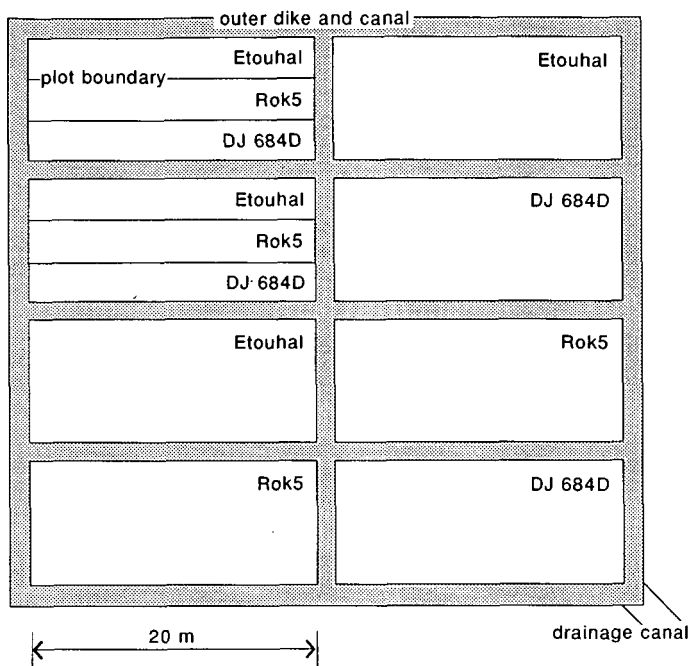 outer dike and canal
Etouhal
plot boundary
Rok5
DJ 684D
Etouhal
Etouhal
Rok5
DJ 684D
DJ 684D
Etouhal
Rok5
Rok5
DJ 684D
20 m
drainage canal